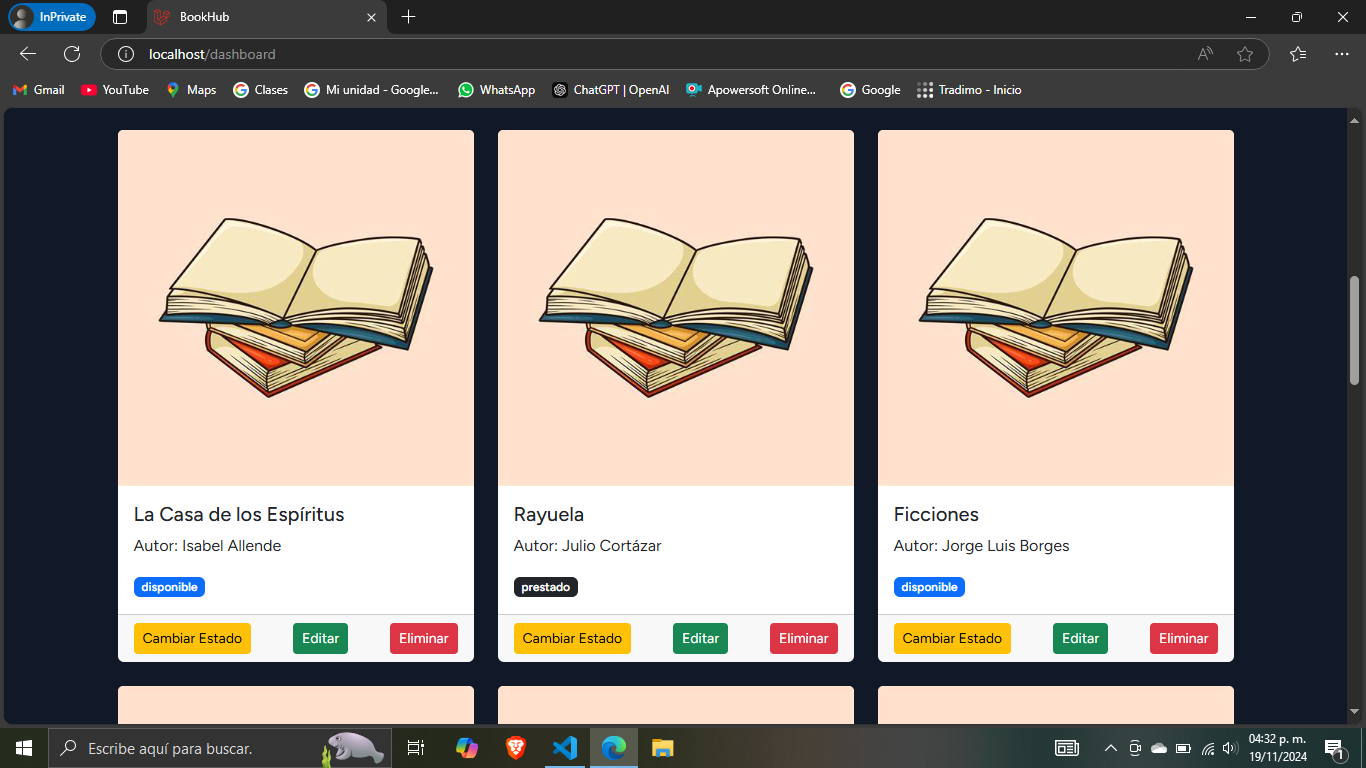 InPrivate
BookHub
localhost/dashboard
Gmail
YouTube
Maps
Clases
Mi unidad - Google...
WhatsApp
ChatGPT | OpenAI
Apowersoft Online...
Google
Tradimo - Inicio
La Casa de los Espíritus
Autor: Isabel Allende
disponible
Cambiar Estado Editar Eliminar
Rayuela
Autor: Julio Cortázar
prestado
Cambiar Estado Editar Eliminar
Ficciones
Autor: Jorge Luis Borges
disponible
Cambiar Estado Editar Eliminar
Escribe aquí para buscar.
04:32 p. m.
19/11/2024
1